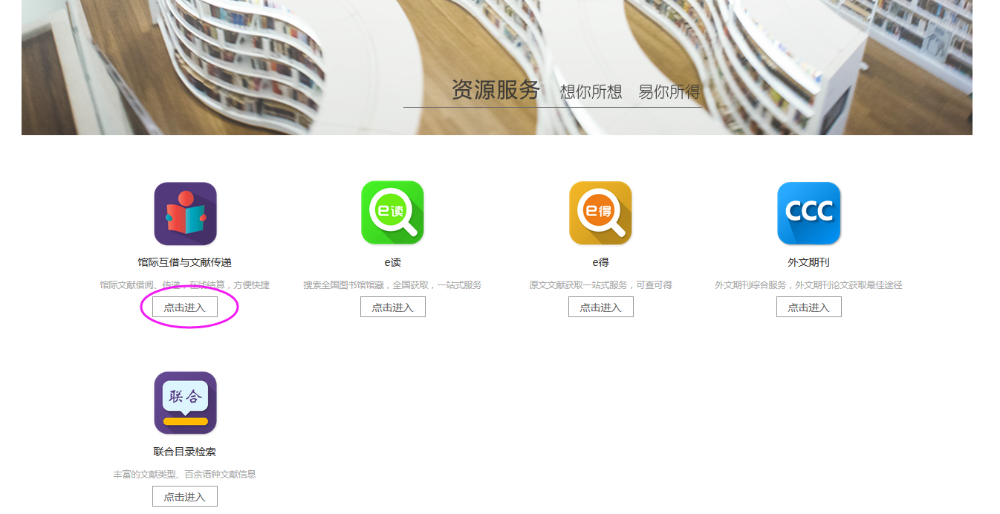 资源服务 想你所想 易你所得
e读 e得 CCC
馆际互借与文献传递 e读 e得 外文期刊
馆际文献借阅、传递，在线结算，方便快捷 搜索全国图书馆馆藏，全国获取，一站式服务 原文文献获取一站式服务，可查可得 外文期刊综合服务，外文期刊论文获取最佳途径
点击进入 点击进入 点击进入 点击进入
联合
联合目录检索
丰富的文献类型、百余语种文献信息
点击进入